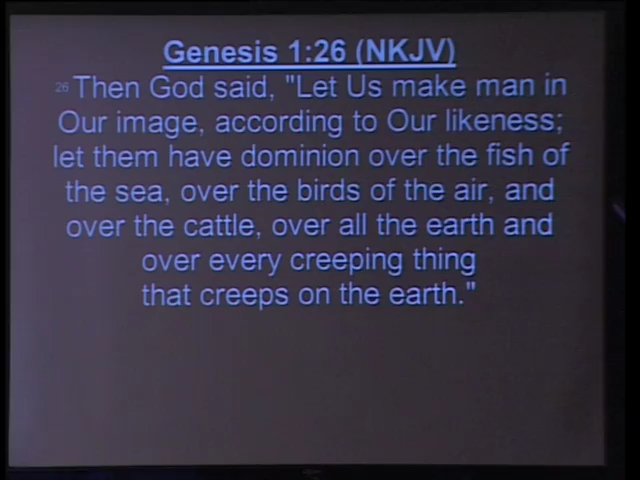 Genesis 1:26 (NKJV)
26 Then God said, "Let Us make man in
Our image, according to Our likeness;
let them have dominion over the fish of
the sea, over the birds of the air, and
over the cattle, over all the earth and
over every creeping thing
that creeps on the earth."